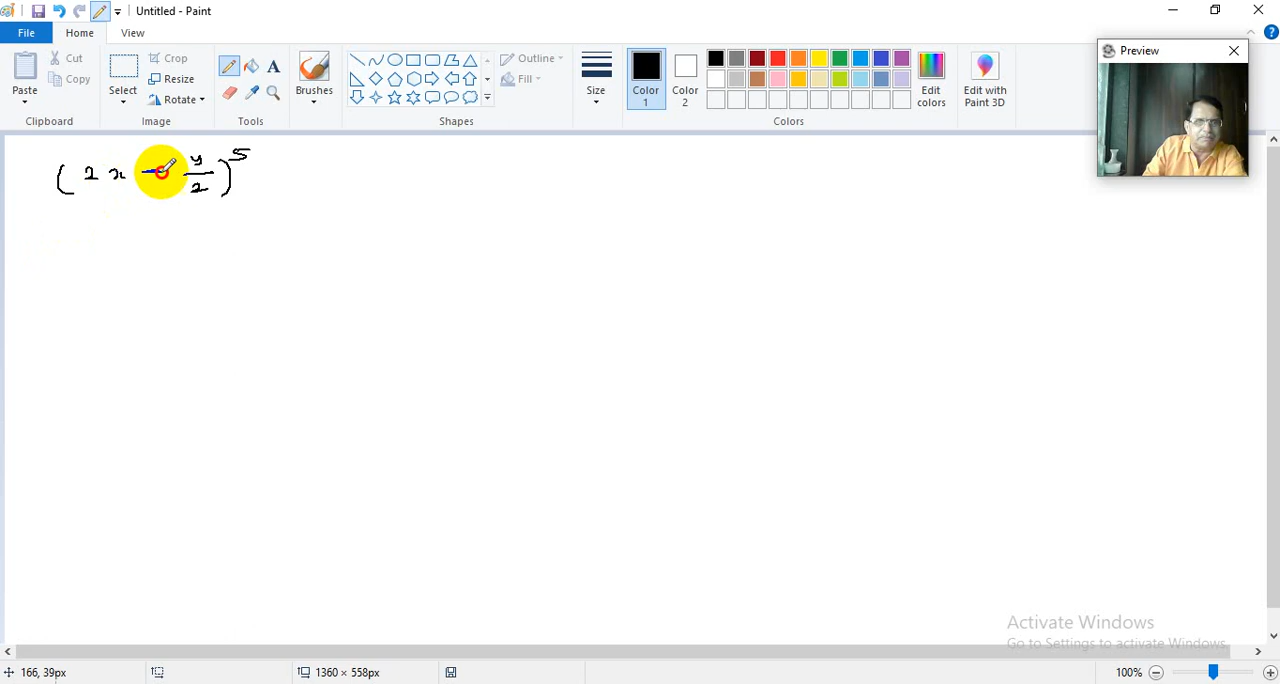 Untitled - Paint
File Home View
Paste Cut Copy Clipboard
Select Crop Resize Rotate Image
Tools
Brushes
Outline Fill Shapes
Size
Color 1 Color 2 Edit colors Colors
Edit with Paint 3D
Preview
(2x - y/2)^5
Activate Windows
Go to Settings to activate Windows.
166, 39px 1360 × 558px 100%